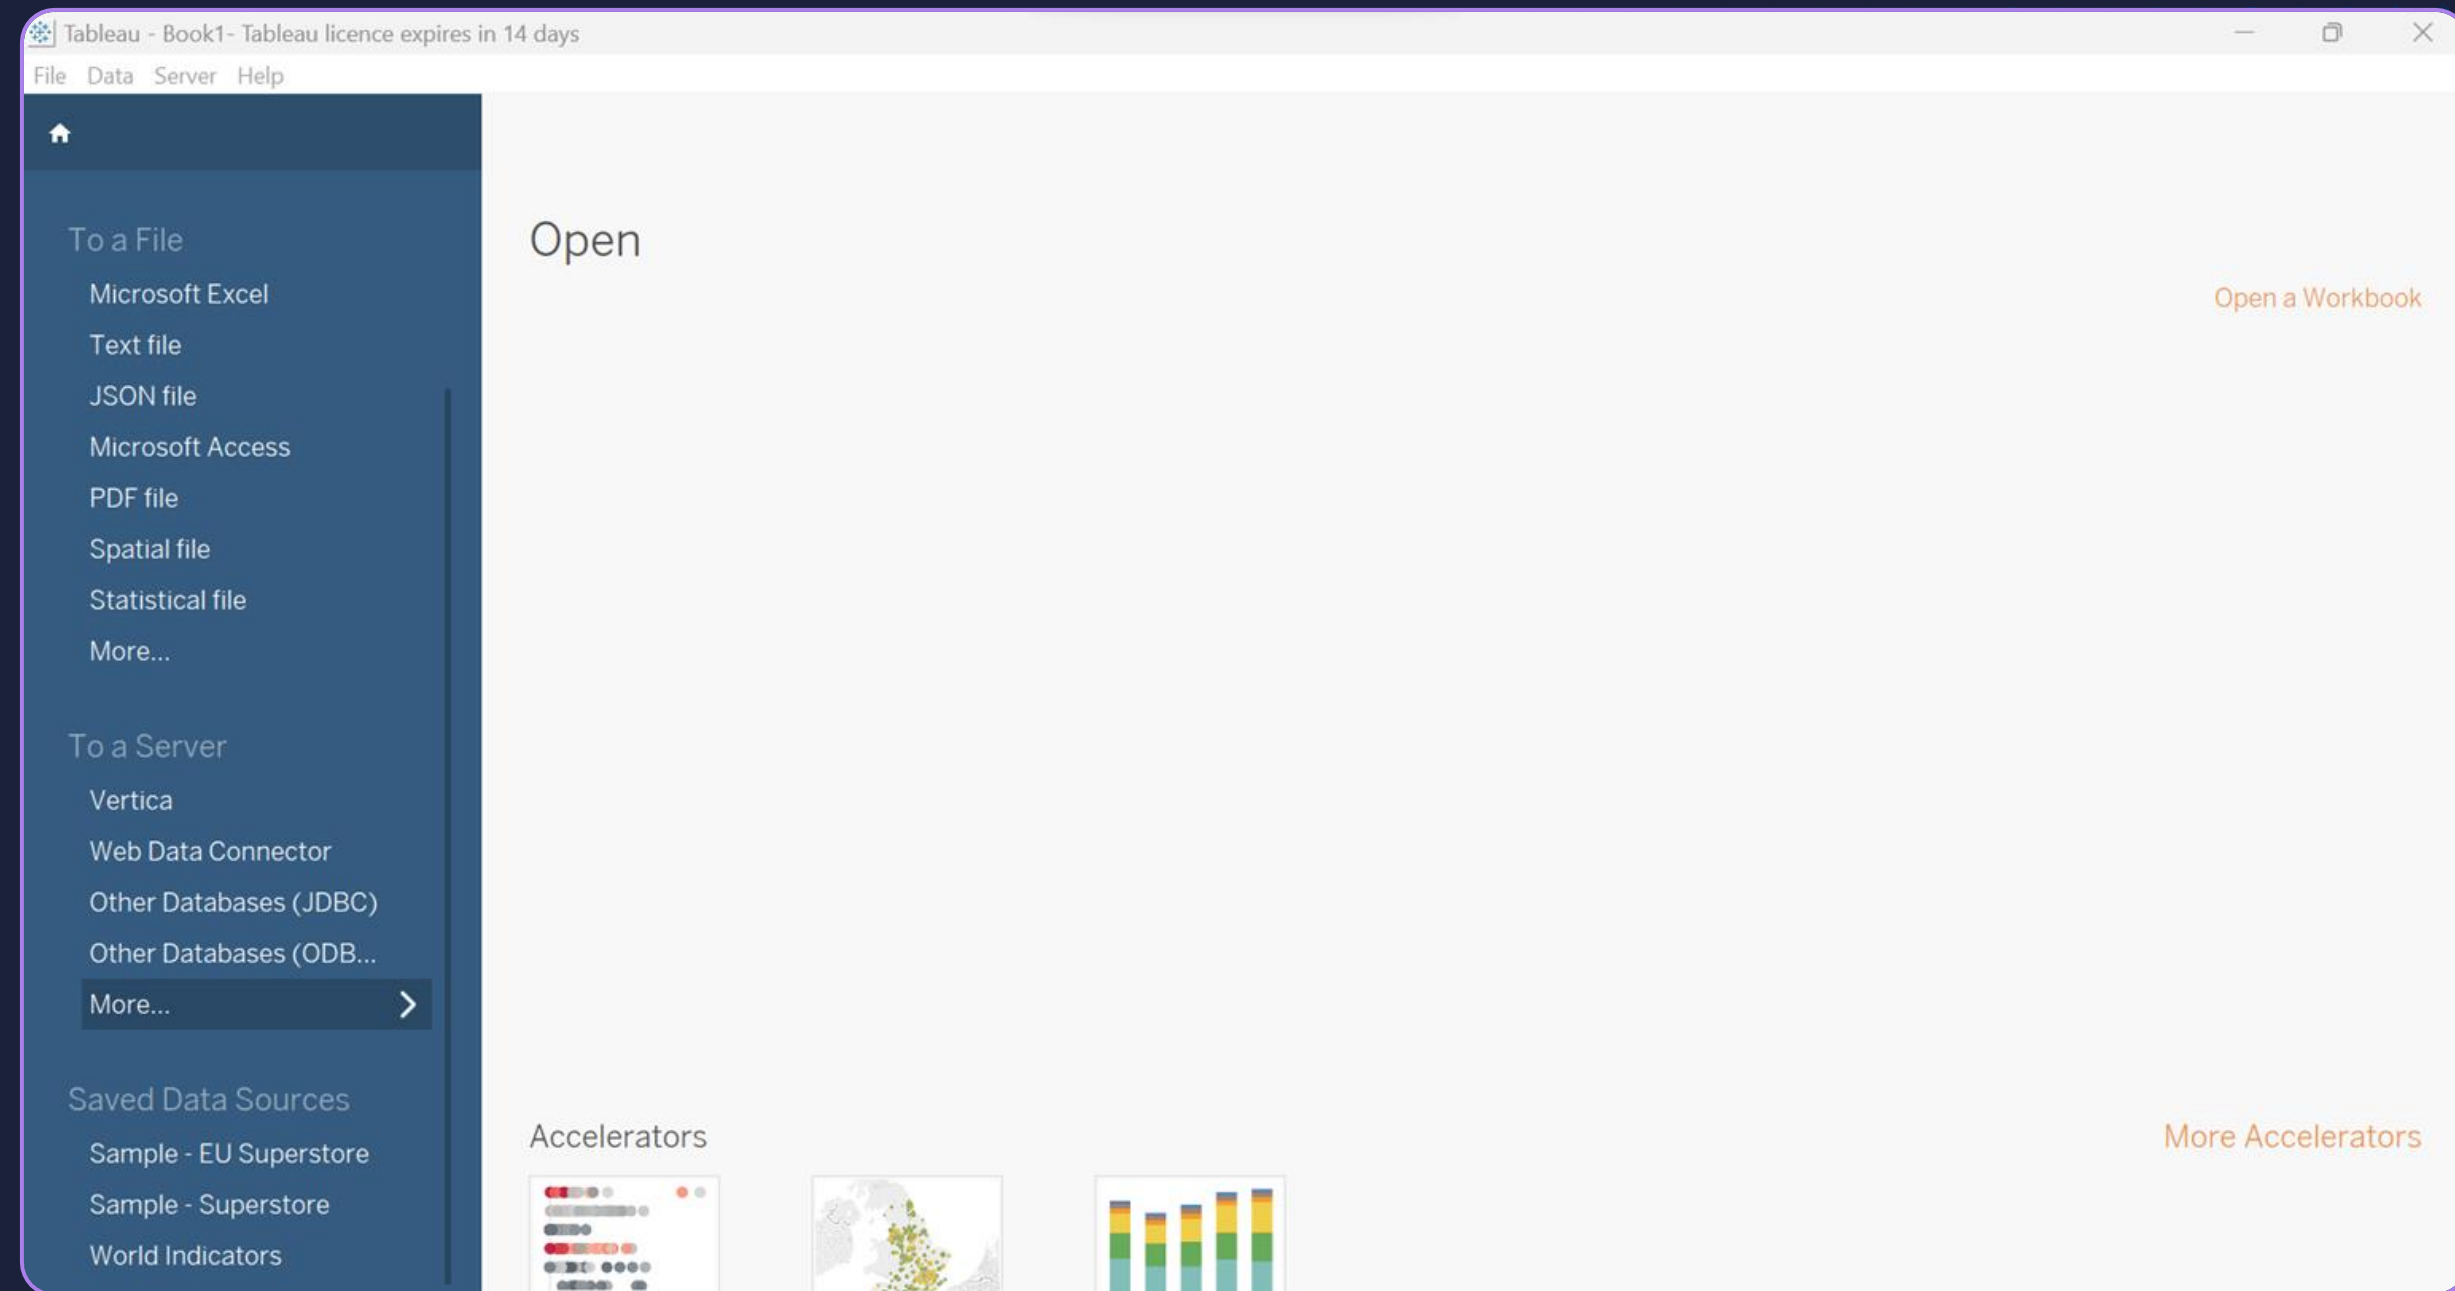 Tableau - Book1- Tableau licence expires in 14 days
File Data Server Help
To a File
Microsoft Excel
Text file
JSON file
Microsoft Access
PDF file
Spatial file
Statistical file
More...
To a Server
Vertica
Web Data Connector
Other Databases (JDBC)
Other Databases (ODB...
More...
Saved Data Sources
Sample - EU Superstore
Sample - Superstore
World Indicators
Open
Open a Workbook
Accelerators
More Accelerators